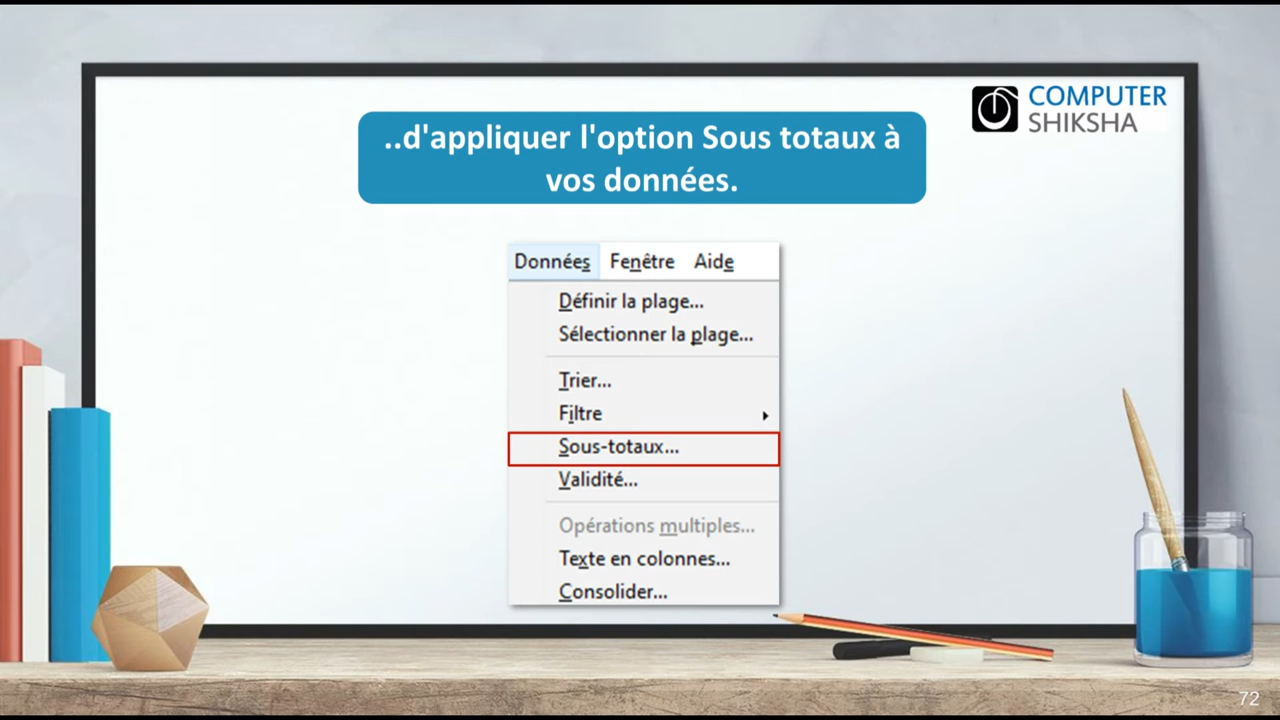 COMPUTER
SHIKSHA
..d'appliquer l'option Sous totaux à
vos données.
Données Fenêtre Aide
Définir la plage...
Sélectionner la plage...
Trier...
Filtre
Sous-totaux...
Validité...
Opérations multiples...
Texte en colonnes...
Consolider...
72